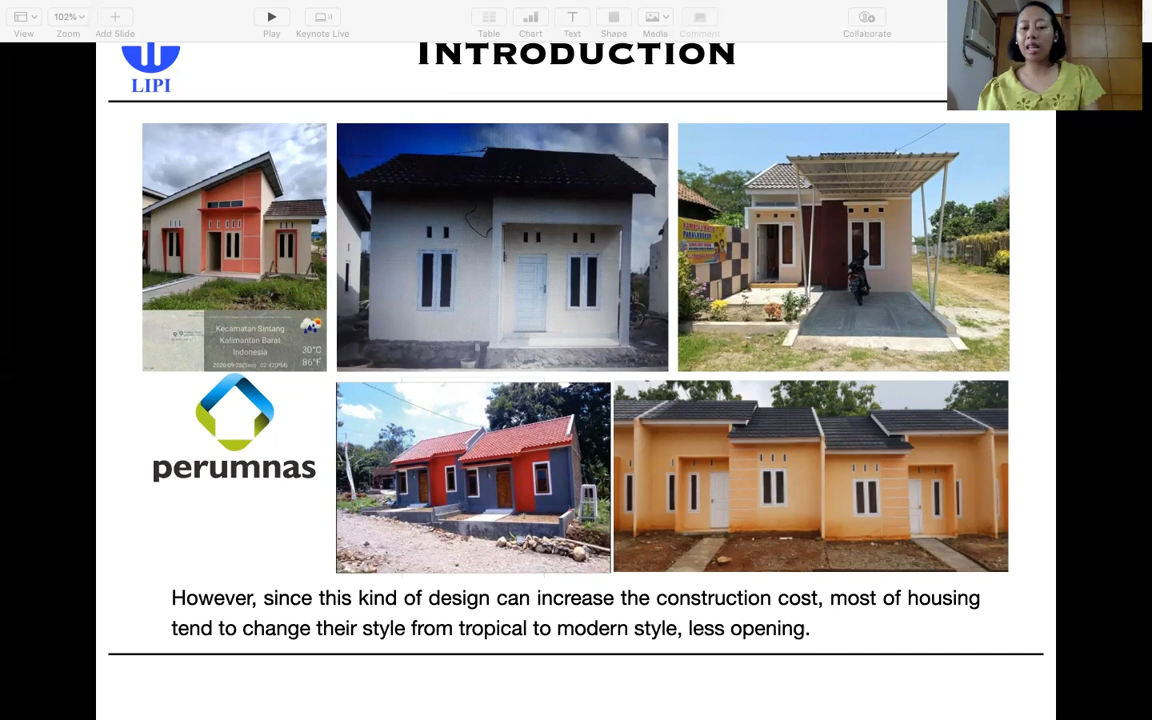 View
102%
Zoom
Add Slide
Play
Keynote Live
Table
Chart
Text
Shape
Media
Comment
Collaborate
INTRODUCTION
LIPI
Kecamatan Sintang
Kalimantan Barat
Indonesia
30°C
86°F
perumnas
However, since this kind of design can increase the construction cost, most of housing
tend to change their style from tropical to modern style, less opening.